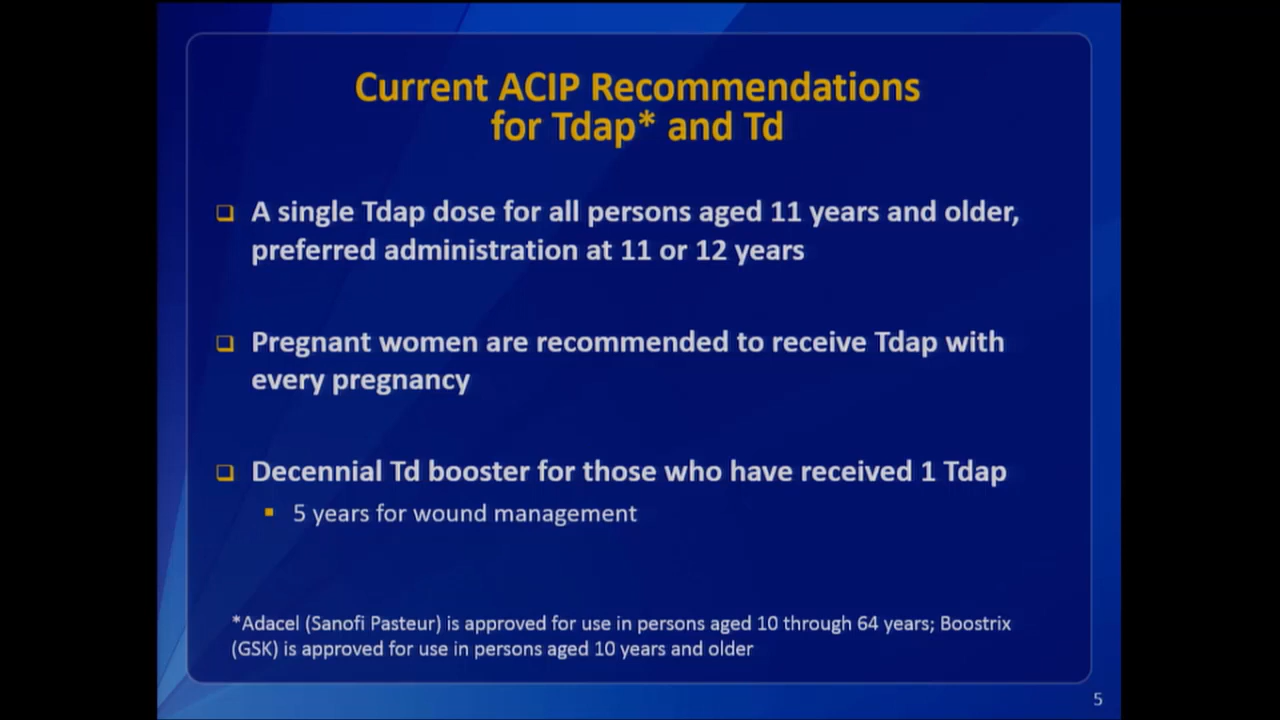 Current ACIP Recommendations
for Tdap* and Td
A single Tdap dose for all persons aged 11 years and older,
preferred administration at 11 or 12 years
Pregnant women are recommended to receive Tdap with
every pregnancy
Decennial Td booster for those who have received 1 Tdap
5 years for wound management
*Adacel (Sanofi Pasteur) is approved for use in persons aged 10 through 64 years; Boostrix
(GSK) is approved for use in persons aged 10 years and older
5